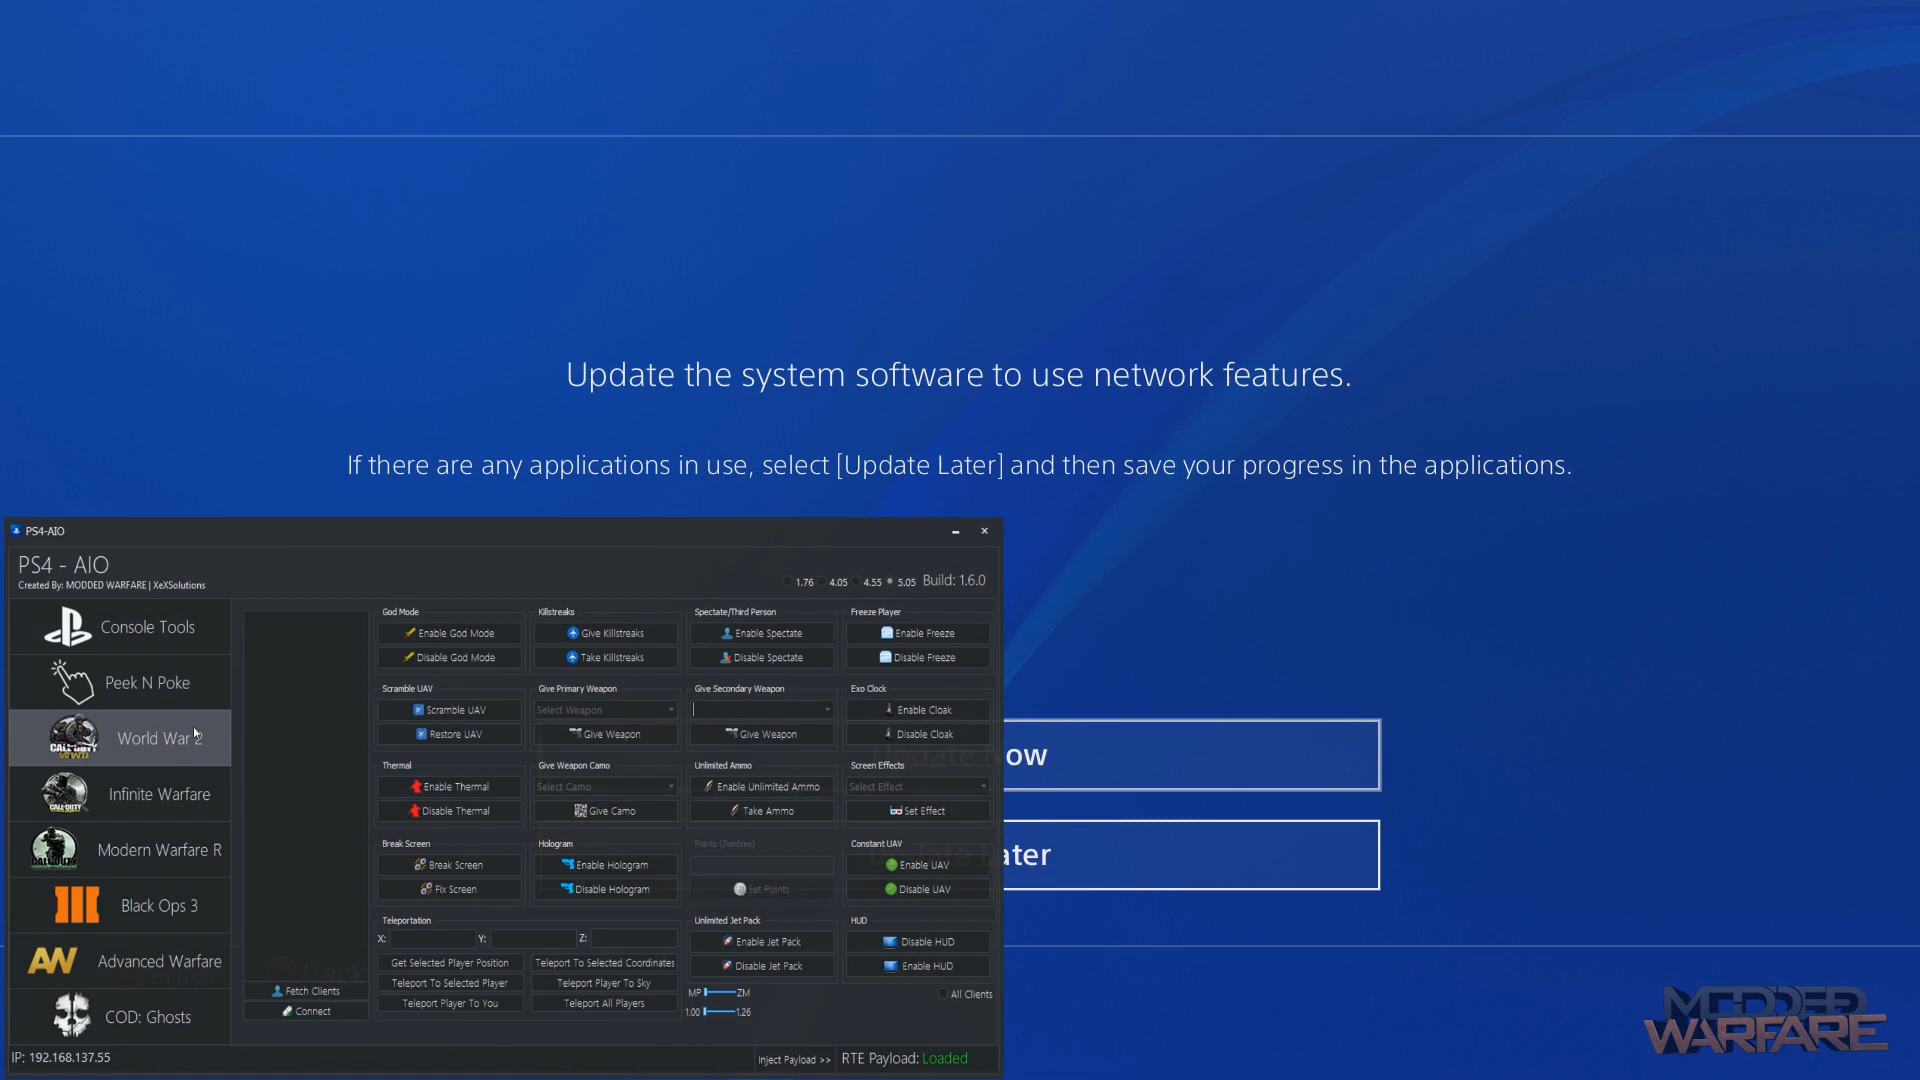 Update the system software to use network features.
If there are any applications in use, select [Update Later] and then save your progress in the applications.
PS4-AIO
PS4 - AIO
Created By: MODDED WARFARE | XeXSolutions
1.76 4.05 4.55 5.05 Build: 1.6.0
Console Tools
Peek N Poke
World War 2
Infinite Warfare
Modern Warfare R
Black Ops 3
Advanced Warfare
COD: Ghosts
Fetch Clients
Connect
God Mode
Enable God Mode
Disable God Mode
Killstreaks
Give Killstreaks
Take Killstreaks
Spectate/Third Person
Enable Spectate
Disable Spectate
Freeze Player
Enable Freeze
Disable Freeze
Scramble UAV
Scramble UAV
Restore UAV
Give Primary Weapon
Select Weapon
Give Weapon
Give Secondary Weapon
Give Weapon
Exo Clock
Enable Cloak
Disable Cloak
Thermal
Enable Thermal
Disable Thermal
Give Weapon Camo
Select Camo
Give Camo
Unlimited Ammo
Enable Unlimited Ammo
Take Ammo
Screen Effects
Select Effect
Set Effect
Break Screen
Break Screen
Fix Screen
Hologram
Enable Hologram
Disable Hologram
Points (Zombies)
Set Points
Constant UAV
Enable UAV
Disable UAV
Teleportation
X: Y: Z:
Get Selected Player Position
Teleport To Selected Coordinates
Teleport To Selected Player
Teleport Player To Sky
Teleport Player To You
Teleport All Players
Unlimited Jet Pack
Enable Jet Pack
Disable Jet Pack
HUD
Disable HUD
Enable HUD
MP ZM
1.00 1.26
All Clients
IP: 192.168.137.55
Inject Payload >>
RTE Payload: Loaded
Update Now
Update Later
Back
Enter
MODDED
WARFARE